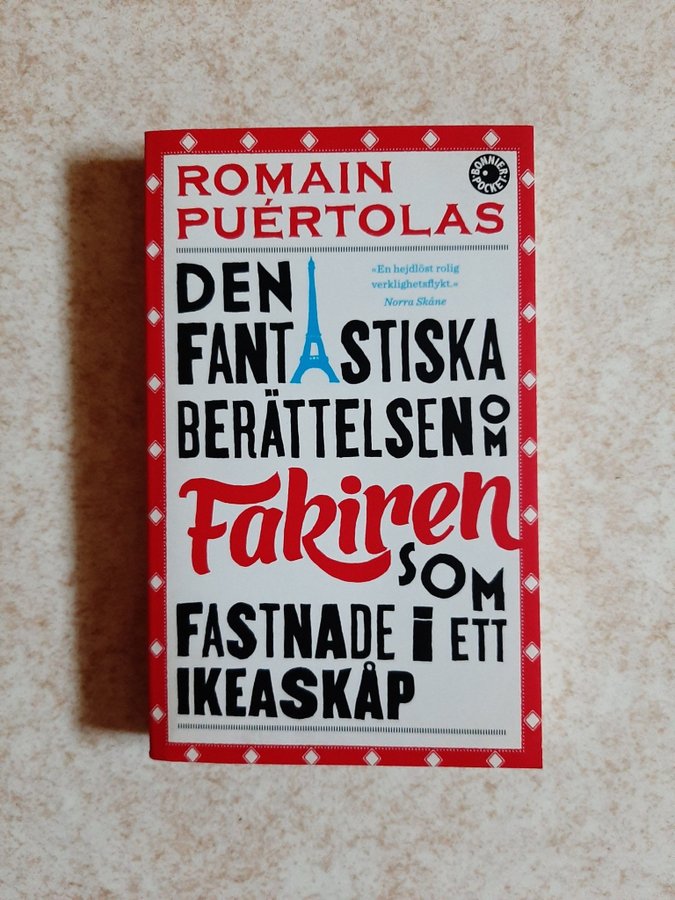 ROMAIN
PUÉRTOLAS
BONNIER
POCKET
DEN
«En hejdlöst rolig
verklighetsflykt.«
Norra Skåne
FANTASTISKA
BERÄTTELSEN OM
Fakiren
SOM
FASTNADE I ETT
IKEASKÅP